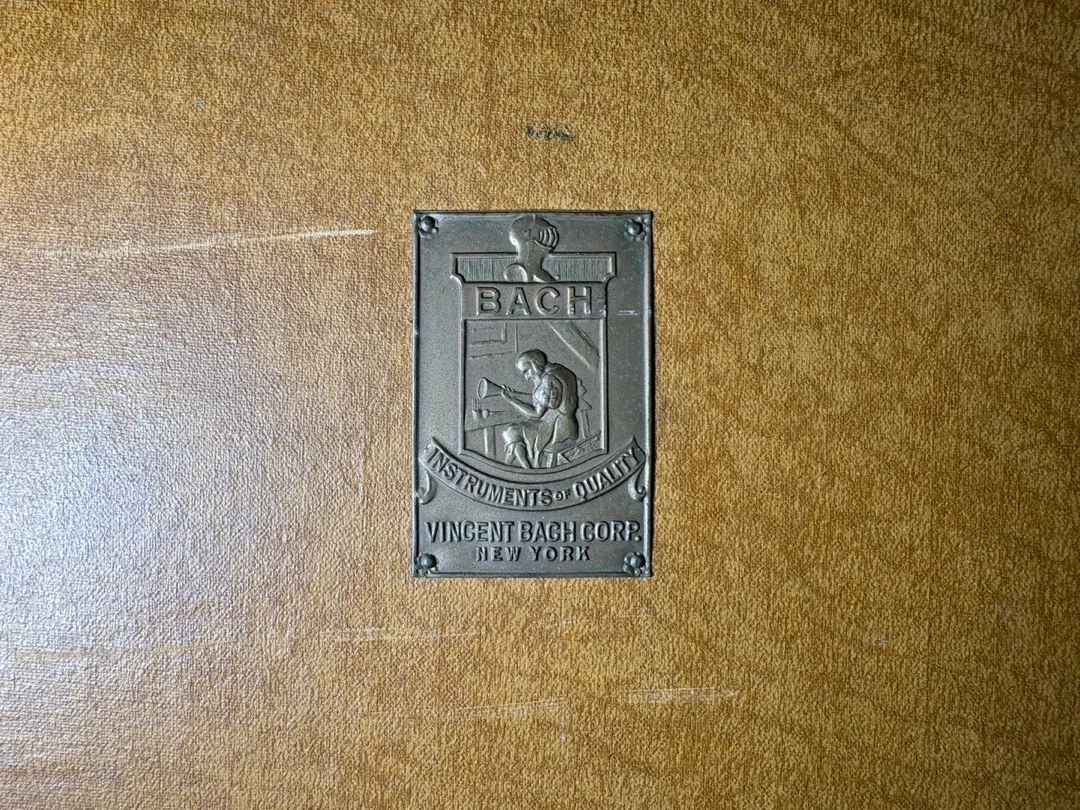 BACH
INSTRUMENTS OF QUALITY
VINCENT BACH CORP.
NEW YORK